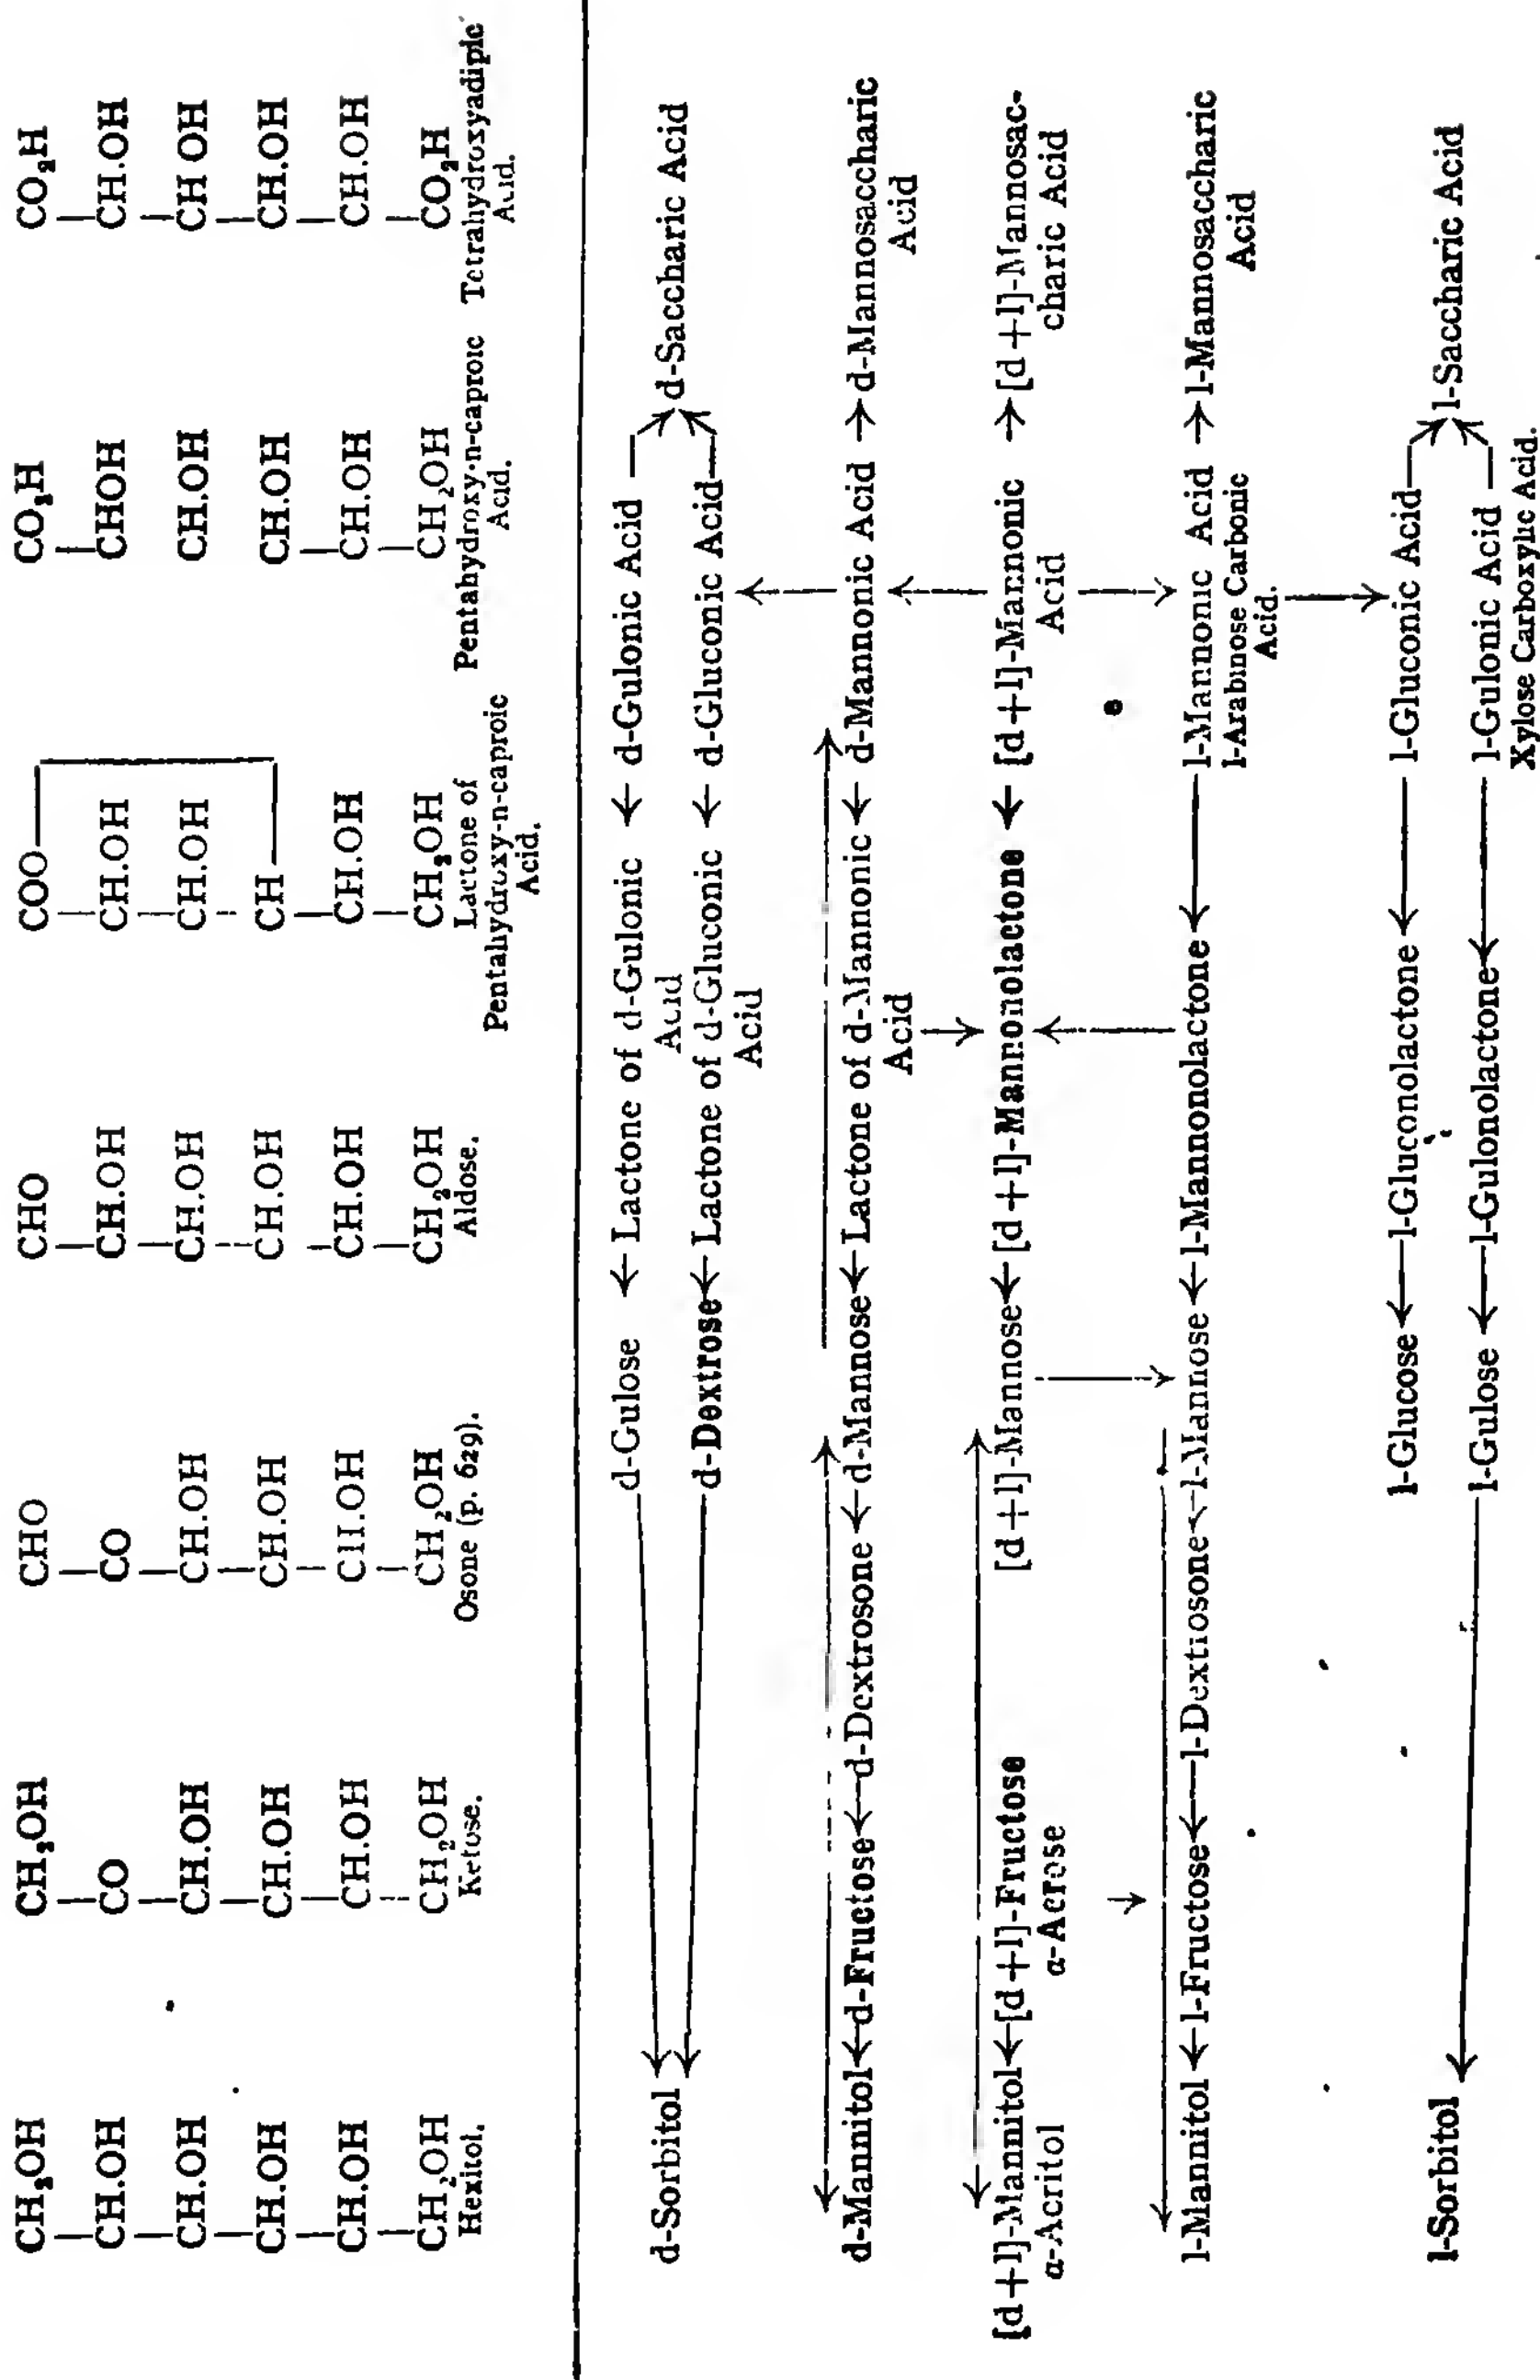 CH₂OH CH₂OH CHO CHO COO CO₂H CO₂H
CH.OH CO CO CH.OH CH.OH CHOH CH.OH
CH.OH CH.OH CH.OH CH.OH CH.OH CH.OH CH OH
CH.OH CH.OH CH.OH CH.OH CH CH.OH CH.OH
CH.OH CH.OH CH.OH CH.OH CH.OH CH.OH CH.OH
CH₂OH CH₂OH CH₂OH CH₂OH CH₂OH CH₂OH CO₂H
Hexitol. Ketose. Osone (p. 629). Aldose. Lactone of Pentahydroxy-n-caproic Tetrahydroxyadipic
Pentahydroxy-n-caproic Acid. Acid.
Acid.
d-Gulose ← Lactone of d-Gulonic ← d-Gulonic Acid
Acid
d-Sorbitol d-Saccharic Acid
d-Dextrose ← Lactone of d-Gluconic ← d-Gluconic Acid
Acid
d-Mannitol ← d-Fructose ← d-Dextrosone ← d-Mannose ← Lactone of d-Mannonic ← d-Mannonic Acid → d-Mannosaccharic
Acid Acid
[d+l]-Mannitol ← [d+l]-Fructose [d+l]-Mannose ← [d+l]-Mannonolactone ← [d+l]-Mannonic → [d+l]-Mannosac-
α-Acritol α-Acrose Acid charic Acid
l-Mannitol ← l-Fructose ← l-Dextrosone ← l-Mannose ← l-Mannonolactone ← l-Mannonic Acid → l-Mannosaccharic
l-Arabinose Carbonic Acid
Acid.
l-Glucose ← l-Gluconolactone ← l-Gluconic Acid
l-Sorbitol l-Saccharic Acid
l-Gulose ← l-Gulonolactone ← l-Gulonic Acid
Xylose Carboxylic Acid.